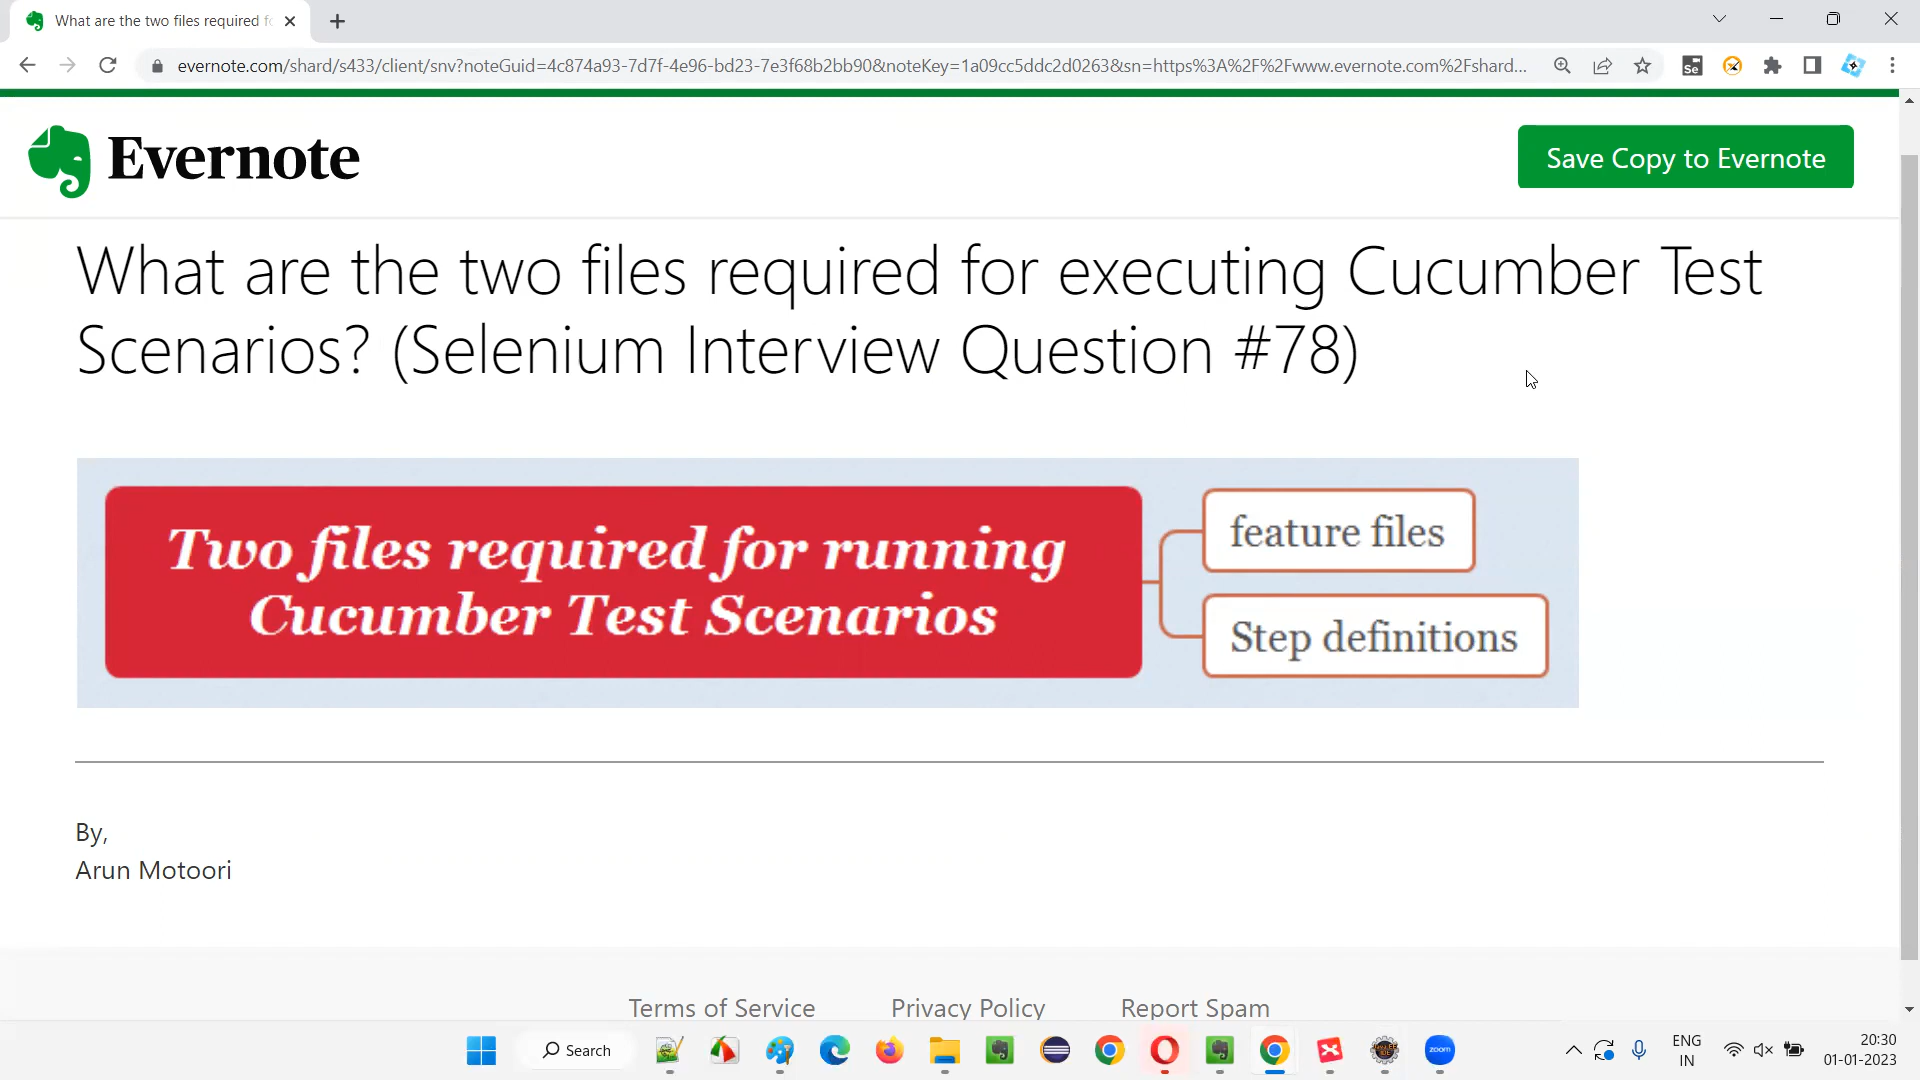 What are the two files required fo
evernote.com/shard/s433/client/snv?noteGuid=4c874a93-7d7f-4e96-bd23-7e3f68b2bb90&noteKey=1a09cc5ddc2d0263&sn=https%3A%2F%2Fwww.evernote.com%2Fshard...
Se
Evernote
Save Copy to Evernote
What are the two files required for executing Cucumber Test
Scenarios? (Selenium Interview Question #78)
Two files required for running
Cucumber Test Scenarios
feature files
Step definitions
By,
Arun Motoori
Terms of Service Privacy Policy Report Spam
Search
zoom
ENG
IN
20:30
01-01-2023